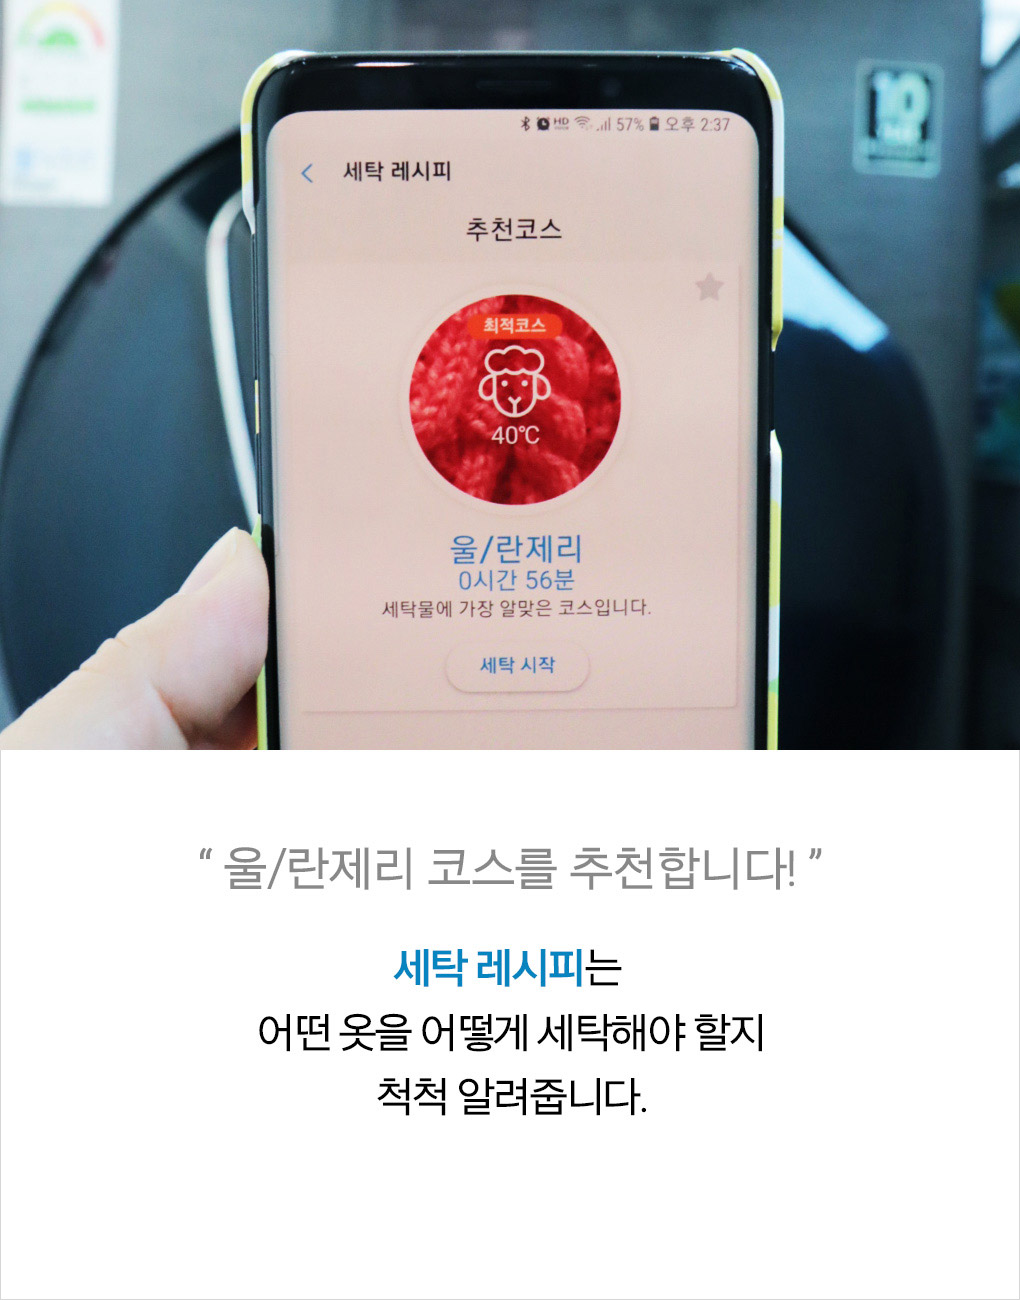 HD 57% 오후 2:37
세탁 레시피
추천코스
최적코스
40℃
울/란제리
0시간 56분
세탁물에 가장 알맞은 코스입니다.
세탁 시작
10
“ 울/란제리 코스를 추천합니다! ”
세탁 레시피는
어떤 옷을 어떻게 세탁해야 할지
척척 알려줍니다.